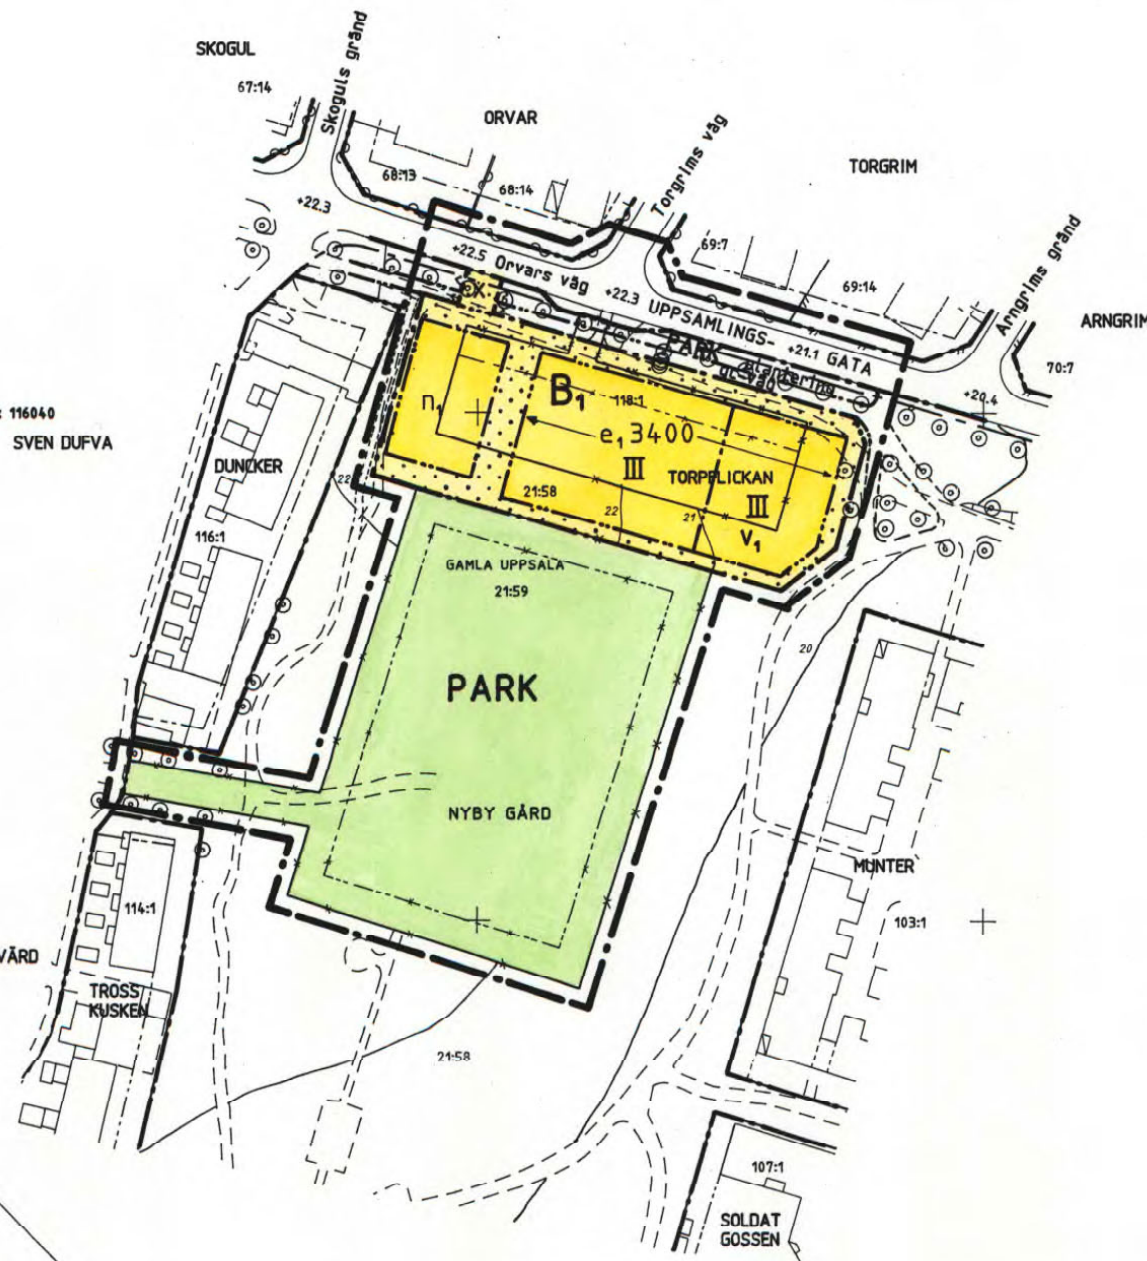 SKOGUL
67:14
Skoguls gränd
ORVAR
68:13
68:14
Torgrims väg
TORGRIM
69:7
69:14
Arngrims gränd
ARNGRIM
70:7
+22.3
+22.5 Orvars väg +22.3 UPPSAMLINGS-
+21.1 GATA
+20.4
PARK
plantering
gc-väg
x
B1
n1
118:1
e1 3400
III
TORPFLICKAN
III
v1
21:58
22
21
22
116040
SVEN DUFVA
DUNCKER
116:1
GAMLA UPPSALA
21:59
PARK
20
NYBY GÅRD
MUNTER
103:1
114:1
VÄRD
TROSS
KUSKEN
21:58
107:1
SOLDAT
GOSSEN